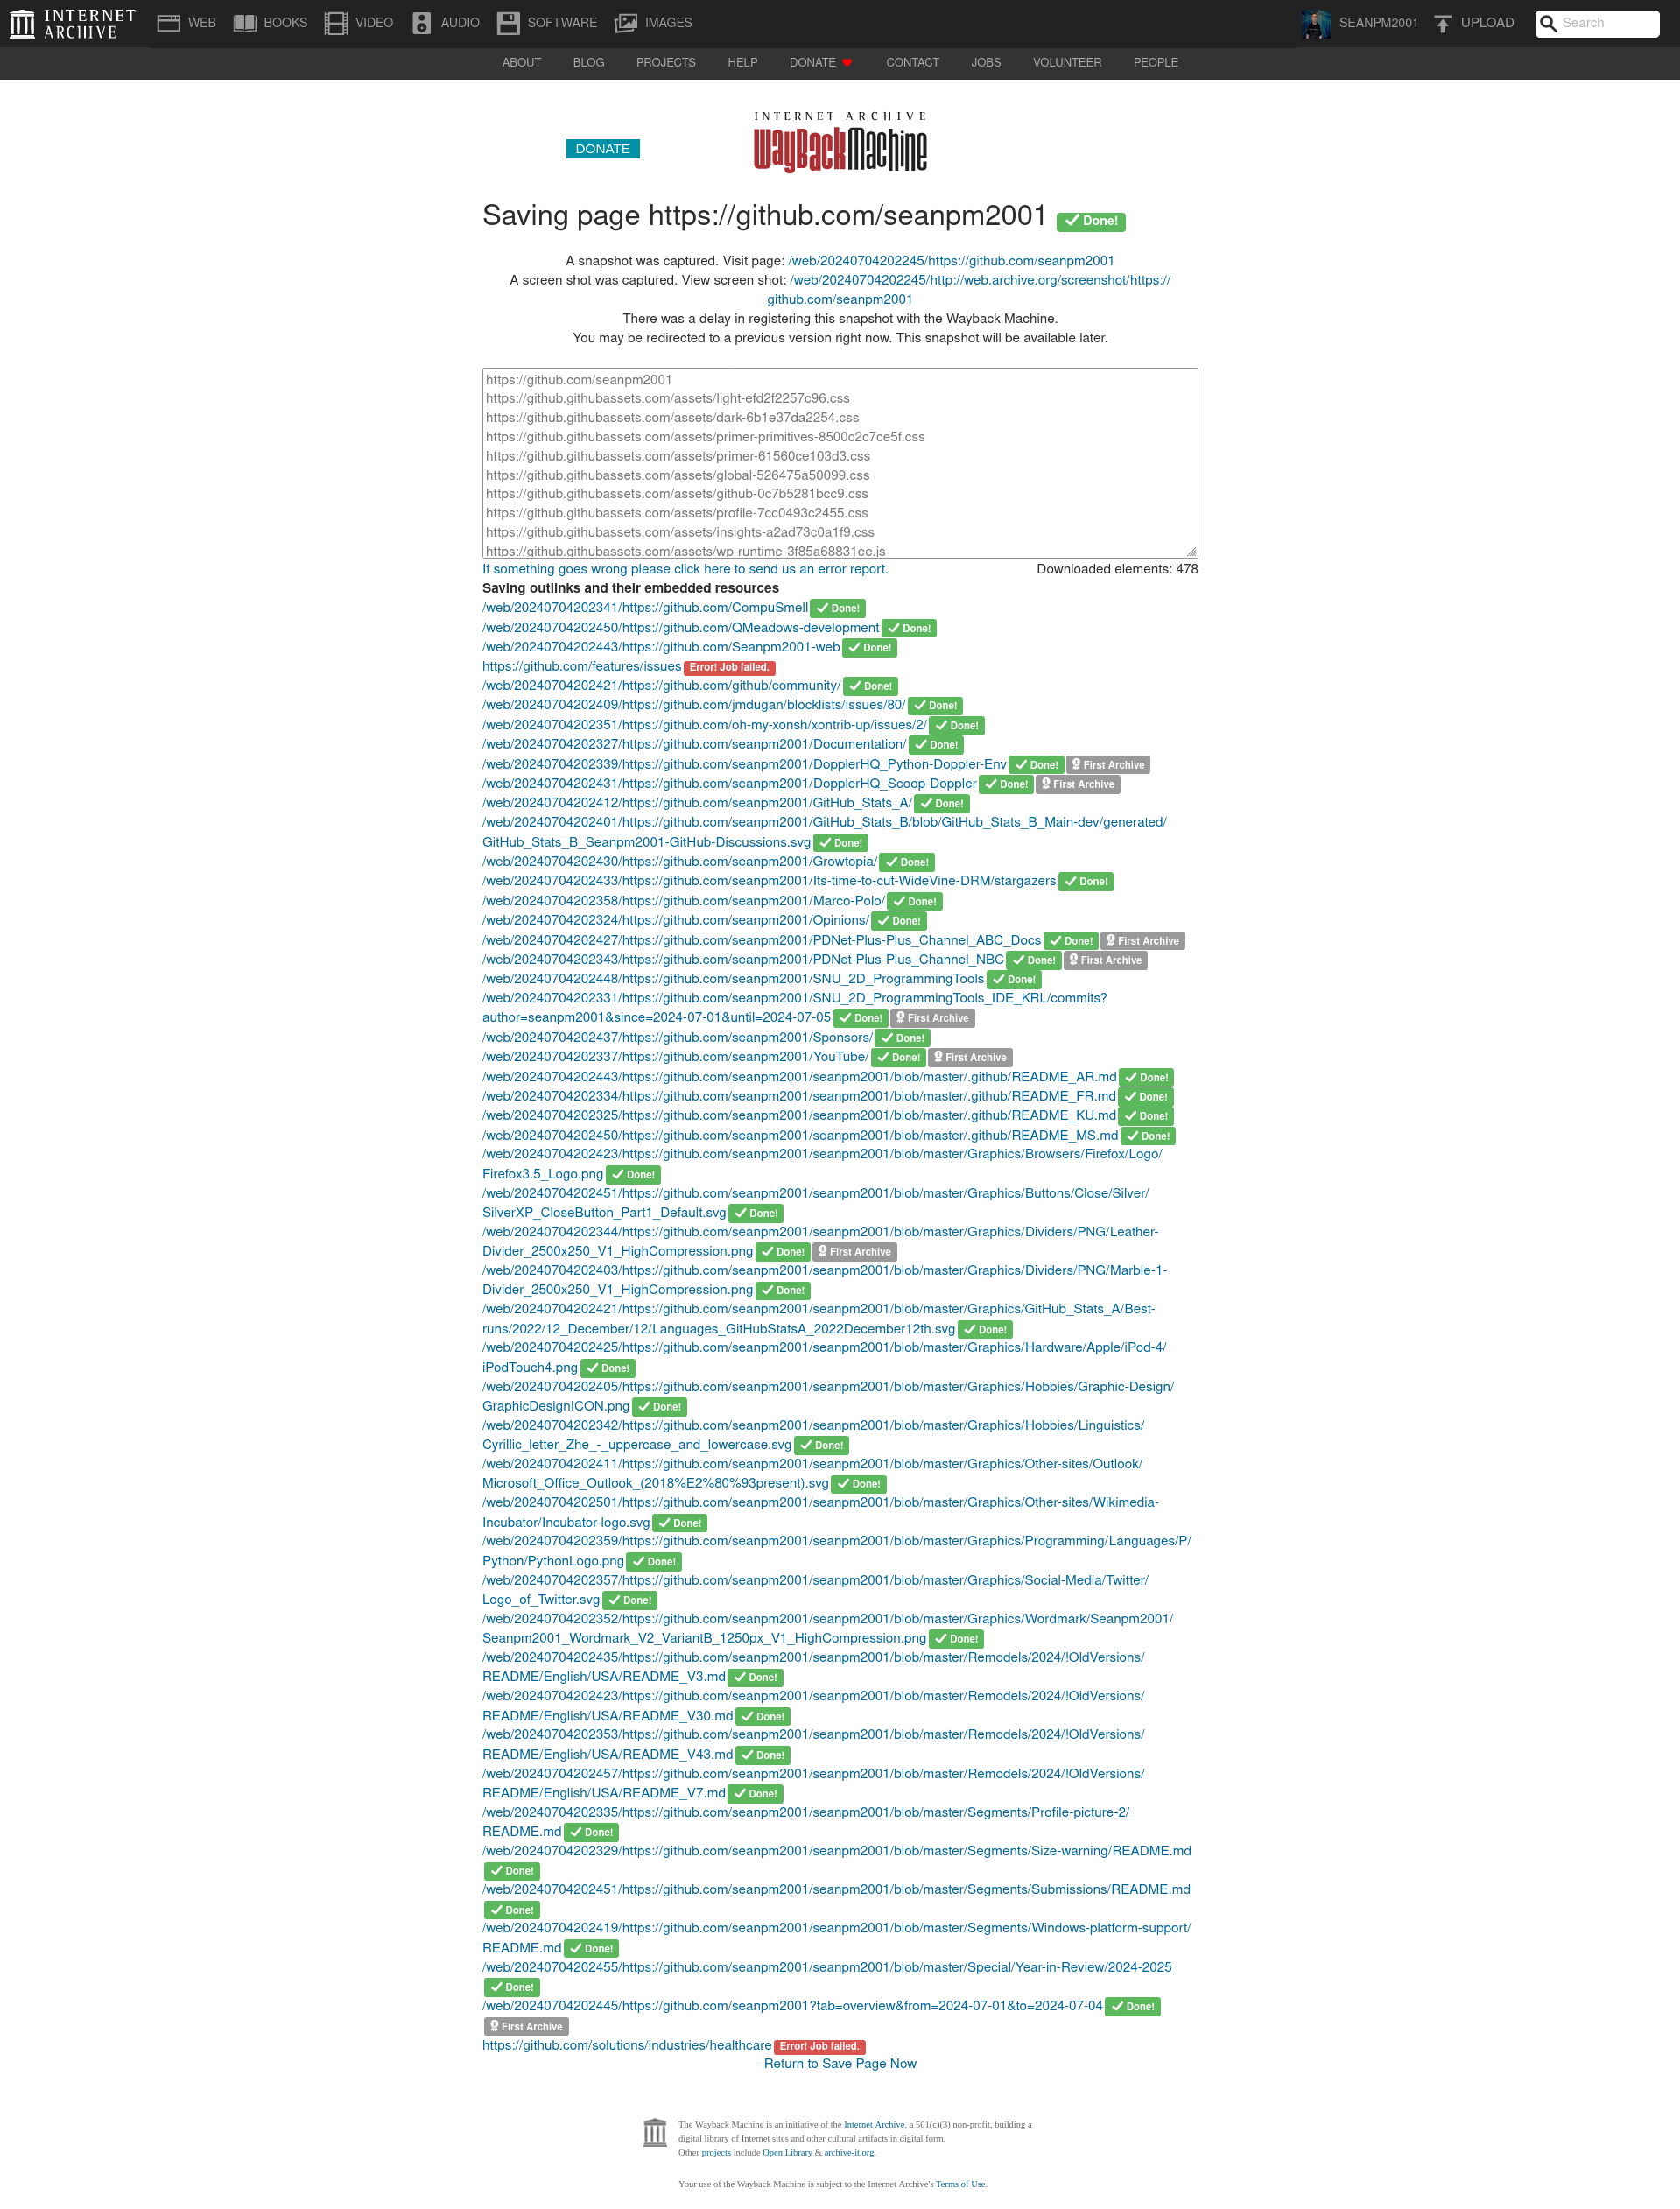 INTERNET ARCHIVE
WEB BOOKS VIDEO AUDIO SOFTWARE IMAGES SEANPM2001 UPLOAD Search
ABOUT BLOG PROJECTS HELP DONATE CONTACT JOBS VOLUNTEER PEOPLE
INTERNET ARCHIVE
DONATE WayBackMachine
Saving page https://github.com/seanpm2001 Done!
A snapshot was captured. Visit page: /web/20240704202245/https://github.com/seanpm2001
A screen shot was captured. View screen shot: /web/20240704202245/http://web.archive.org/screenshot/https://
github.com/seanpm2001
There was a delay in registering this snapshot with the Wayback Machine.
You may be redirected to a previous version right now. This snapshot will be available later.
https://github.com/seanpm2001
https://github.githubassets.com/assets/light-efd2f2257c96.css
https://github.githubassets.com/assets/dark-6b1e37da2254.css
https://github.githubassets.com/assets/primer-primitives-8500c2c7ce5f.css
https://github.githubassets.com/assets/primer-61560ce103d3.css
https://github.githubassets.com/assets/global-526475a50099.css
https://github.githubassets.com/assets/github-0c7b5281bcc9.css
https://github.githubassets.com/assets/profile-7cc0493c2455.css
https://github.githubassets.com/assets/insights-a2ad73c0a1f9.css
https://github.githubassets.com/assets/wp-runtime-3f85a68831ee.js
If something goes wrong please click here to send us an error report. Downloaded elements: 478
Saving outlinks and their embedded resources
/web/20240704202341/https://github.com/CompuSmell Done!
/web/20240704202450/https://github.com/QMeadows-development Done!
/web/20240704202443/https://github.com/Seanpm2001-web Done!
https://github.com/features/issues Error! Job failed.
/web/20240704202421/https://github.com/github/community/ Done!
/web/20240704202409/https://github.com/jmdugan/blocklists/issues/80/ Done!
/web/20240704202351/https://github.com/oh-my-xonsh/xontrib-up/issues/2/ Done!
/web/20240704202327/https://github.com/seanpm2001/Documentation/ Done!
/web/20240704202339/https://github.com/seanpm2001/DopplerHQ_Python-Doppler-Env Done! First Archive
/web/20240704202431/https://github.com/seanpm2001/DopplerHQ_Scoop-Doppler Done! First Archive
/web/20240704202412/https://github.com/seanpm2001/GitHub_Stats_A/ Done!
/web/20240704202401/https://github.com/seanpm2001/GitHub_Stats_B/blob/GitHub_Stats_B_Main-dev/generated/
GitHub_Stats_B_Seanpm2001-GitHub-Discussions.svg Done!
/web/20240704202430/https://github.com/seanpm2001/Growtopia/ Done!
/web/20240704202433/https://github.com/seanpm2001/Its-time-to-cut-WideVine-DRM/stargazers Done!
/web/20240704202358/https://github.com/seanpm2001/Marco-Polo/ Done!
/web/20240704202324/https://github.com/seanpm2001/Opinions/ Done!
/web/20240704202427/https://github.com/seanpm2001/PDNet-Plus-Plus_Channel_ABC_Docs Done! First Archive
/web/20240704202343/https://github.com/seanpm2001/PDNet-Plus-Plus_Channel_NBC Done! First Archive
/web/20240704202448/https://github.com/seanpm2001/SNU_2D_ProgrammingTools Done!
/web/20240704202331/https://github.com/seanpm2001/SNU_2D_ProgrammingTools_IDE_KRL/commits?
author=seanpm2001&since=2024-07-01&until=2024-07-05 Done! First Archive
/web/20240704202437/https://github.com/seanpm2001/Sponsors/ Done!
/web/20240704202337/https://github.com/seanpm2001/YouTube/ Done! First Archive
/web/20240704202443/https://github.com/seanpm2001/seanpm2001/blob/master/.github/README_AR.md Done!
/web/20240704202334/https://github.com/seanpm2001/seanpm2001/blob/master/.github/README_FR.md Done!
/web/20240704202325/https://github.com/seanpm2001/seanpm2001/blob/master/.github/README_KU.md Done!
/web/20240704202450/https://github.com/seanpm2001/seanpm2001/blob/master/.github/README_MS.md Done!
/web/20240704202423/https://github.com/seanpm2001/seanpm2001/blob/master/Graphics/Browsers/Firefox/Logo/
Firefox3.5_Logo.png Done!
/web/20240704202451/https://github.com/seanpm2001/seanpm2001/blob/master/Graphics/Buttons/Close/Silver/
SilverXP_CloseButton_Part1_Default.svg Done!
/web/20240704202344/https://github.com/seanpm2001/seanpm2001/blob/master/Graphics/Dividers/PNG/Leather-
Divider_2500x250_V1_HighCompression.png Done! First Archive
/web/20240704202403/https://github.com/seanpm2001/seanpm2001/blob/master/Graphics/Dividers/PNG/Marble-1-
Divider_2500x250_V1_HighCompression.png Done!
/web/20240704202421/https://github.com/seanpm2001/seanpm2001/blob/master/Graphics/GitHub_Stats_A/Best-
runs/2022/12_December/12/Languages_GitHubStatsA_2022December12th.svg Done!
/web/20240704202425/https://github.com/seanpm2001/seanpm2001/blob/master/Graphics/Hardware/Apple/iPod-4/
iPodTouch4.png Done!
/web/20240704202405/https://github.com/seanpm2001/seanpm2001/blob/master/Graphics/Hobbies/Graphic-Design/
GraphicDesignICON.png Done!
/web/20240704202342/https://github.com/seanpm2001/seanpm2001/blob/master/Graphics/Hobbies/Linguistics/
Cyrillic_letter_Zhe_-_uppercase_and_lowercase.svg Done!
/web/20240704202411/https://github.com/seanpm2001/seanpm2001/blob/master/Graphics/Other-sites/Outlook/
Microsoft_Office_Outlook_(2018%E2%80%93present).svg Done!
/web/20240704202501/https://github.com/seanpm2001/seanpm2001/blob/master/Graphics/Other-sites/Wikimedia-
Incubator/Incubator-logo.svg Done!
/web/20240704202359/https://github.com/seanpm2001/seanpm2001/blob/master/Graphics/Programming/Languages/P/
Python/PythonLogo.png Done!
/web/20240704202357/https://github.com/seanpm2001/seanpm2001/blob/master/Graphics/Social-Media/Twitter/
Logo_of_Twitter.svg Done!
/web/20240704202352/https://github.com/seanpm2001/seanpm2001/blob/master/Graphics/Wordmark/Seanpm2001/
Seanpm2001_Wordmark_V2_VariantB_1250px_V1_HighCompression.png Done!
/web/20240704202435/https://github.com/seanpm2001/seanpm2001/blob/master/Remodels/2024/!OldVersions/
README/English/USA/README_V3.md Done!
/web/20240704202423/https://github.com/seanpm2001/seanpm2001/blob/master/Remodels/2024/!OldVersions/
README/English/USA/README_V30.md Done!
/web/20240704202353/https://github.com/seanpm2001/seanpm2001/blob/master/Remodels/2024/!OldVersions/
README/English/USA/README_V43.md Done!
/web/20240704202457/https://github.com/seanpm2001/seanpm2001/blob/master/Remodels/2024/!OldVersions/
README/English/USA/README_V7.md Done!
/web/20240704202335/https://github.com/seanpm2001/seanpm2001/blob/master/Segments/Profile-picture-2/
README.md Done!
/web/20240704202329/https://github.com/seanpm2001/seanpm2001/blob/master/Segments/Size-warning/README.md
Done!
/web/20240704202451/https://github.com/seanpm2001/seanpm2001/blob/master/Segments/Submissions/README.md
Done!
/web/20240704202419/https://github.com/seanpm2001/seanpm2001/blob/master/Segments/Windows-platform-support/
README.md Done!
/web/20240704202455/https://github.com/seanpm2001/seanpm2001/blob/master/Special/Year-in-Review/2024-2025
Done!
/web/20240704202445/https://github.com/seanpm2001?tab=overview&from=2024-07-01&to=2024-07-04 Done!
First Archive
https://github.com/solutions/industries/healthcare Error! Job failed.
Return to Save Page Now
The Wayback Machine is an initiative of the Internet Archive, a 501(c)(3) non-profit, building a
digital library of Internet sites and other cultural artifacts in digital form.
Other projects include Open Library & archive-it.org.
Your use of the Wayback Machine is subject to the Internet Archive's Terms of Use.